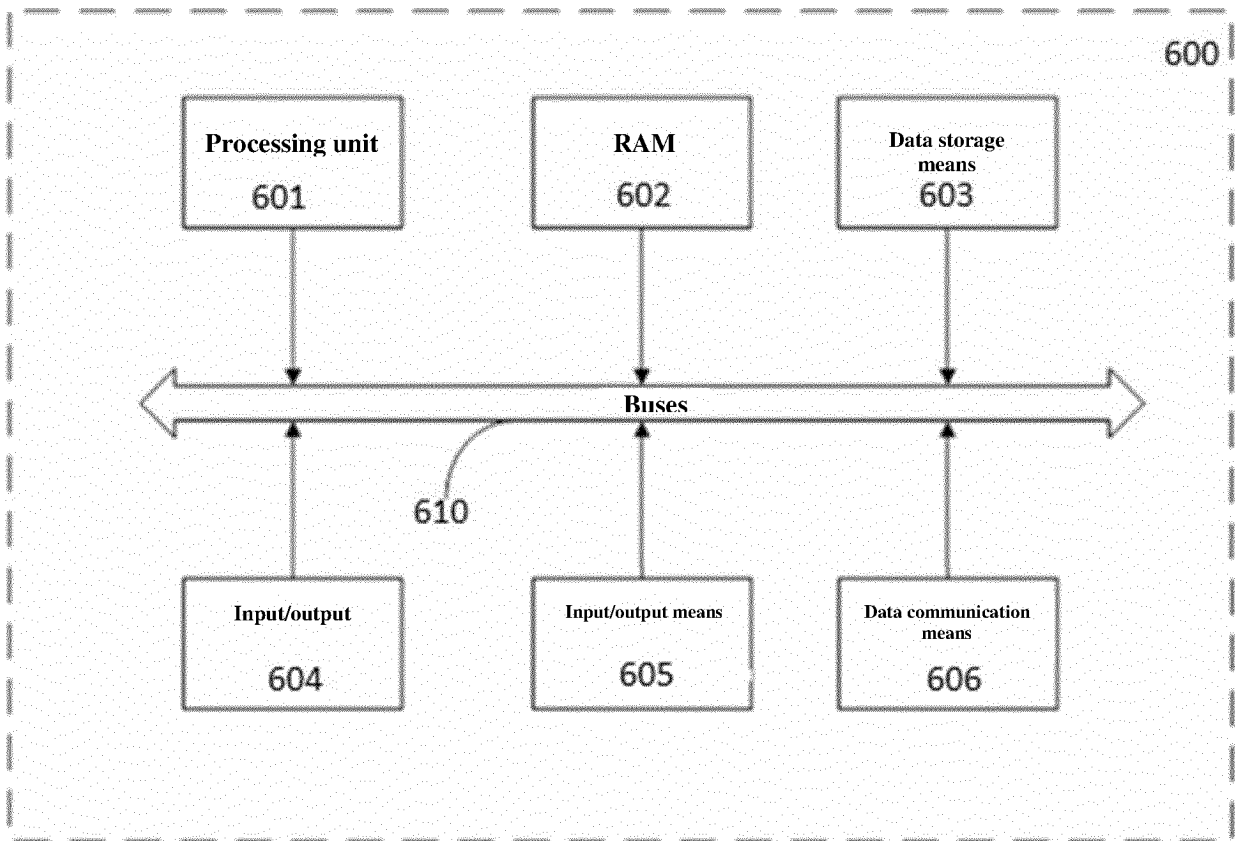 600
Processing unit
601
RAM
602
Data storage
means
603
Buses
610
Input/output
604
Input/output means
605
Data communication
means
606